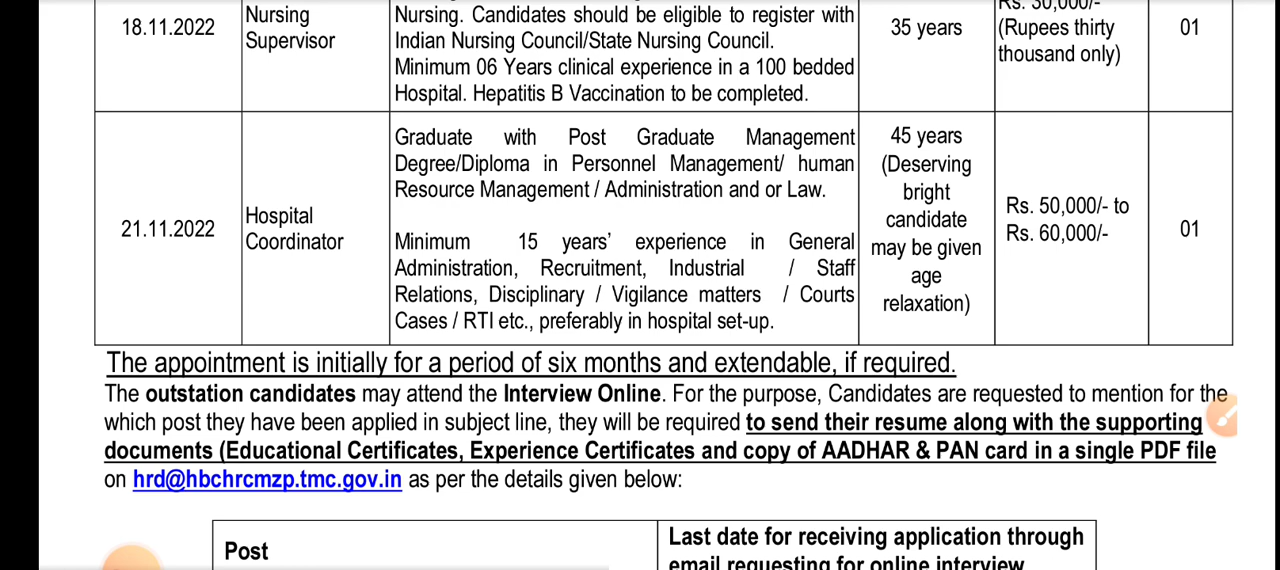 18.11.2022
Nursing
Supervisor
Nursing. Candidates should be eligible to register with
Indian Nursing Council/State Nursing Council.
Minimum 06 Years clinical experience in a 100 bedded
Hospital. Hepatitis B Vaccination to be completed.
35 years
Rs. 30,000/-
(Rupees thirty
thousand only)
01
21.11.2022
Hospital
Coordinator
Graduate with Post Graduate Management
Degree/Diploma in Personnel Management/ human
Resource Management / Administration and or Law.
Minimum 15 years' experience in General
Administration, Recruitment, Industrial / Staff
Relations, Disciplinary / Vigilance matters / Courts
Cases / RTI etc., preferably in hospital set-up.
45 years
(Deserving
bright
candidate
may be given
age
relaxation)
Rs. 50,000/- to
Rs. 60,000/-
01
The appointment is initially for a period of six months and extendable, if required.
The outstation candidates may attend the Interview Online. For the purpose, Candidates are requested to mention for the
which post they have been applied in subject line, they will be required to send their resume along with the supporting
documents (Educational Certificates, Experience Certificates and copy of AADHAR & PAN card in a single PDF file
on hrd@hbchrcmzp.tmc.gov.in as per the details given below:
Post
Last date for receiving application through
email requesting for online interview